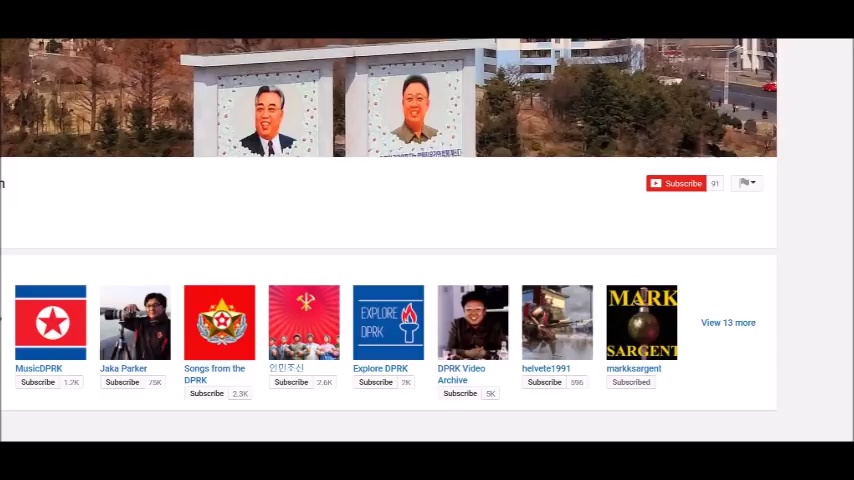 Subscribe 91
EXPLORE
DPRK
MARK
SARGENT
MusicDPRK
Subscribe 1.2K
Jaka Parker
Subscribe 75K
Songs from the
DPRK
Subscribe 2.3K
인민조선
Subscribe 2.6K
Explore DPRK
Subscribe 2K
DPRK Video
Archive
Subscribe 5K
helvete1991
Subscribe 596
markksargent
Subscribed
View 13 more